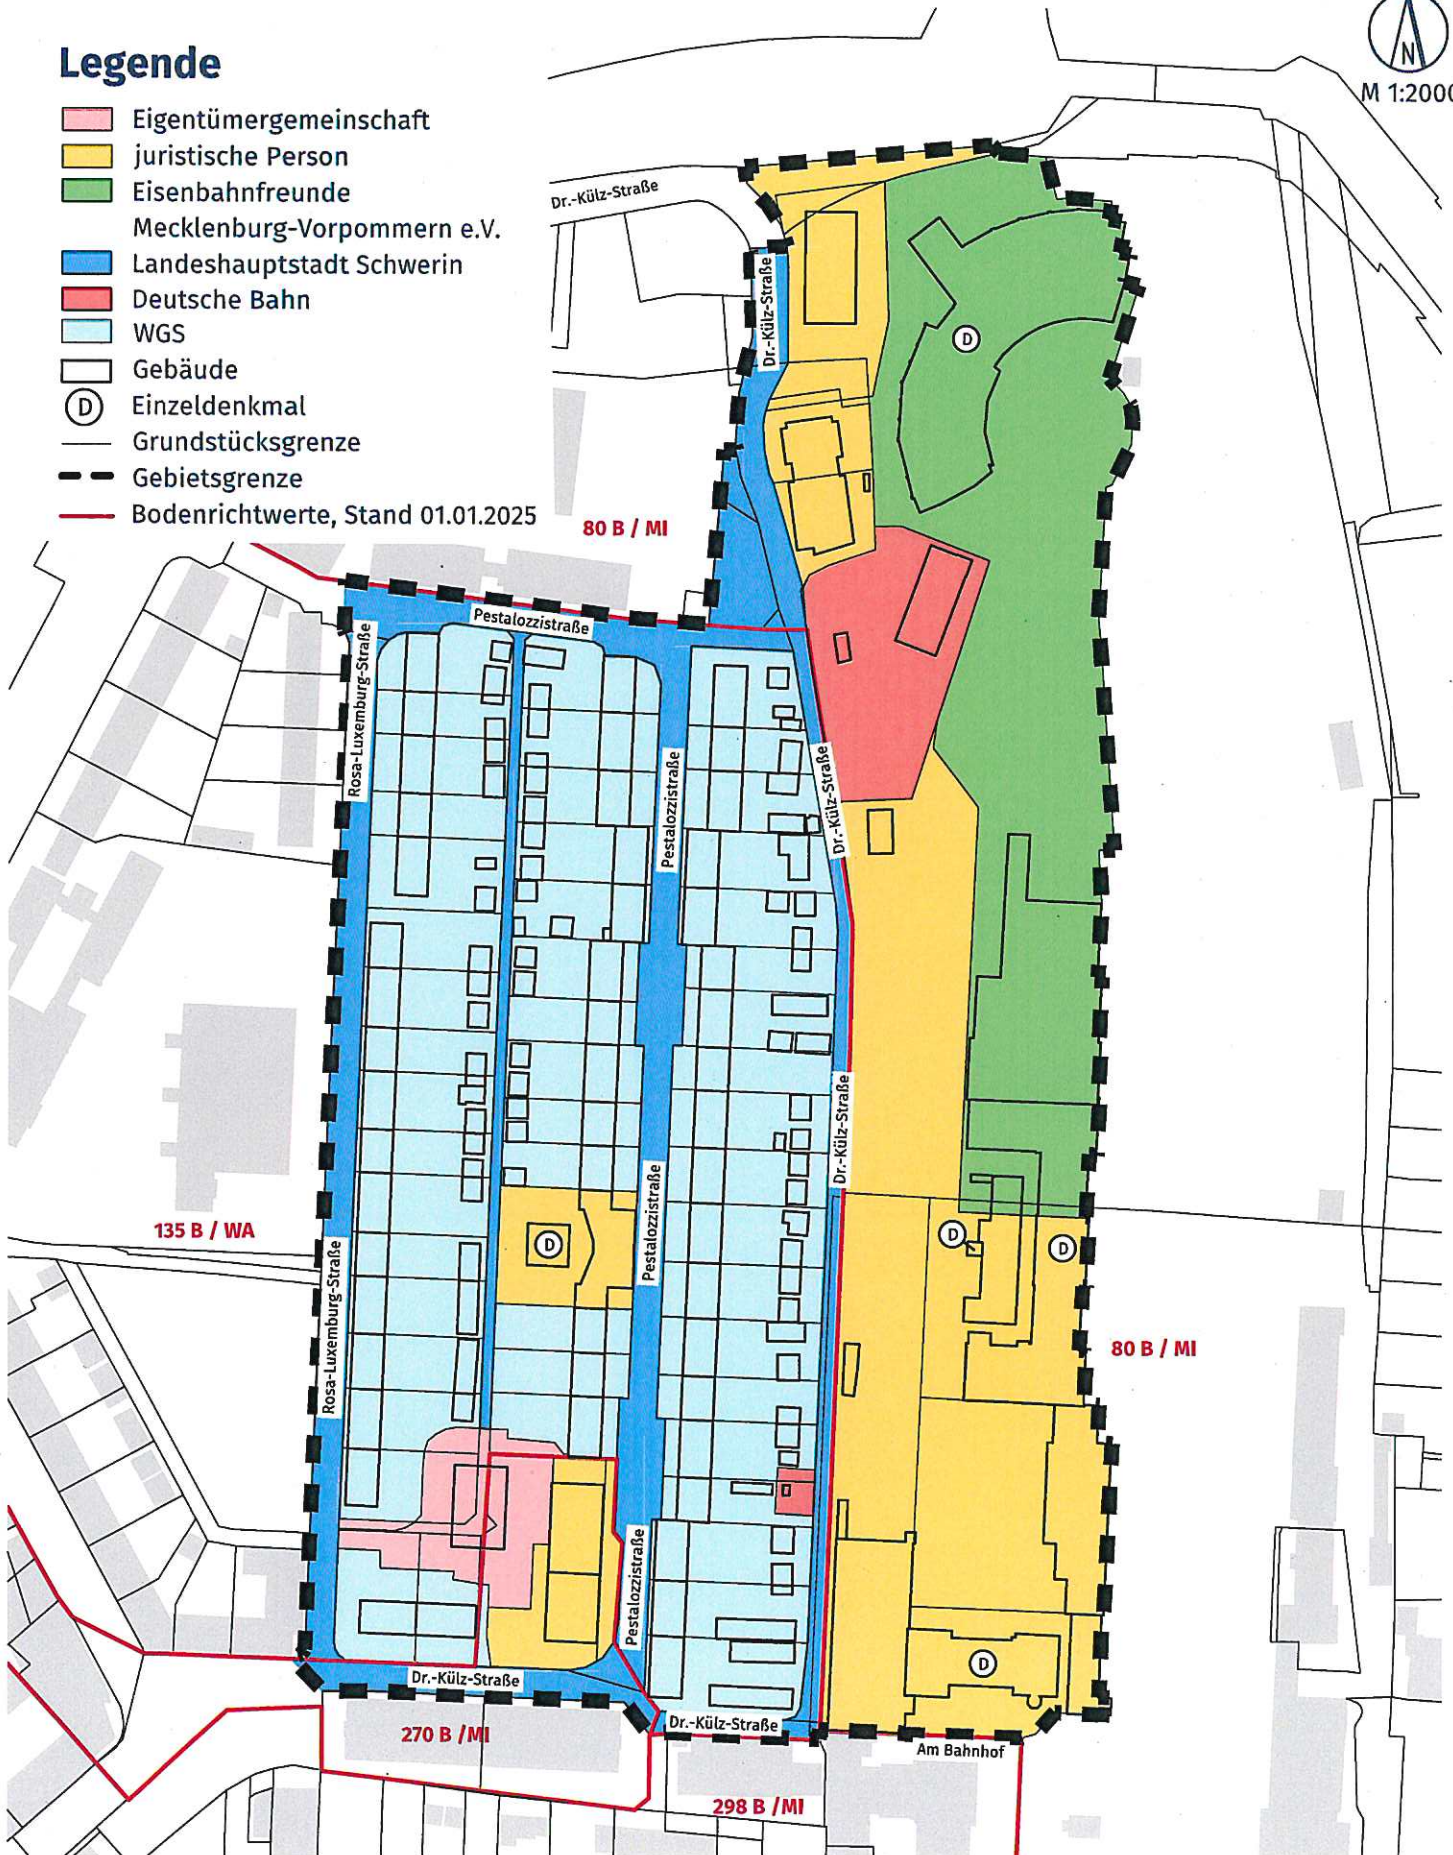 Legende
Eigentümergemeinschaft
juristische Person
Eisenbahnfreunde
Mecklenburg-Vorpommern e.V.
Landeshauptstadt Schwerin
Deutsche Bahn
WGS
Gebäude
D Einzeldenkmal
Grundstücksgrenze
Gebietsgrenze
Bodenrichtwerte, Stand 01.01.2025
N
M 1:2000
Dr.-Külz-Straße
Dr.-Külz-Straße
D
80 B / MI
Pestalozzistraße
Rosa-Luxemburg-Straße
Pestalozzistraße
Dr.-Külz-Straße
Dr.-Külz-Straße
135 B / WA
Rosa-Luxemburg-Straße
D
Pestalozzistraße
D
D
80 B / MI
Pestalozzistraße
D
Dr.-Külz-Straße
Dr.-Külz-Straße
270 B /MI
Am Bahnhof
298 B /MI